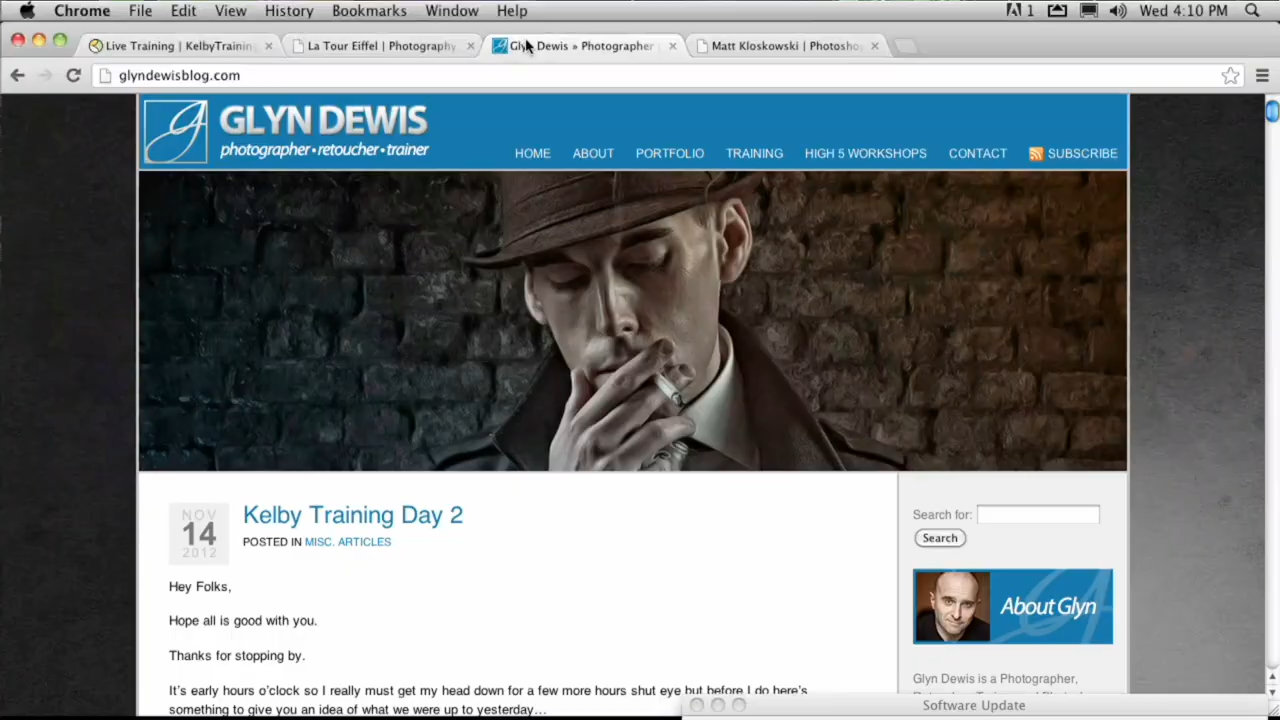 Chrome File Edit View History Bookmarks Window Help 1 Wed 4:10 PM
Live Training | KelbyTrainin La Tour Eiffel | Photography Glyn Dewis » Photographer | Matt Kloskowski | Photosho
glyndewisblog.com
GLYN DEWIS
photographer•retoucher•trainer
HOME ABOUT PORTFOLIO TRAINING HIGH 5 WORKSHOPS CONTACT SUBSCRIBE
NOV
14
2012
Kelby Training Day 2
POSTED IN MISC. ARTICLES
Hey Folks,
Hope all is good with you.
Thanks for stopping by.
It's early hours o'clock so I really must get my head down for a few more hours shut eye but before I do here's
something to give you an idea of what we were up to yesterday…
Search for:
Search
About Glyn
Glyn Dewis is a Photographer,
Software Update